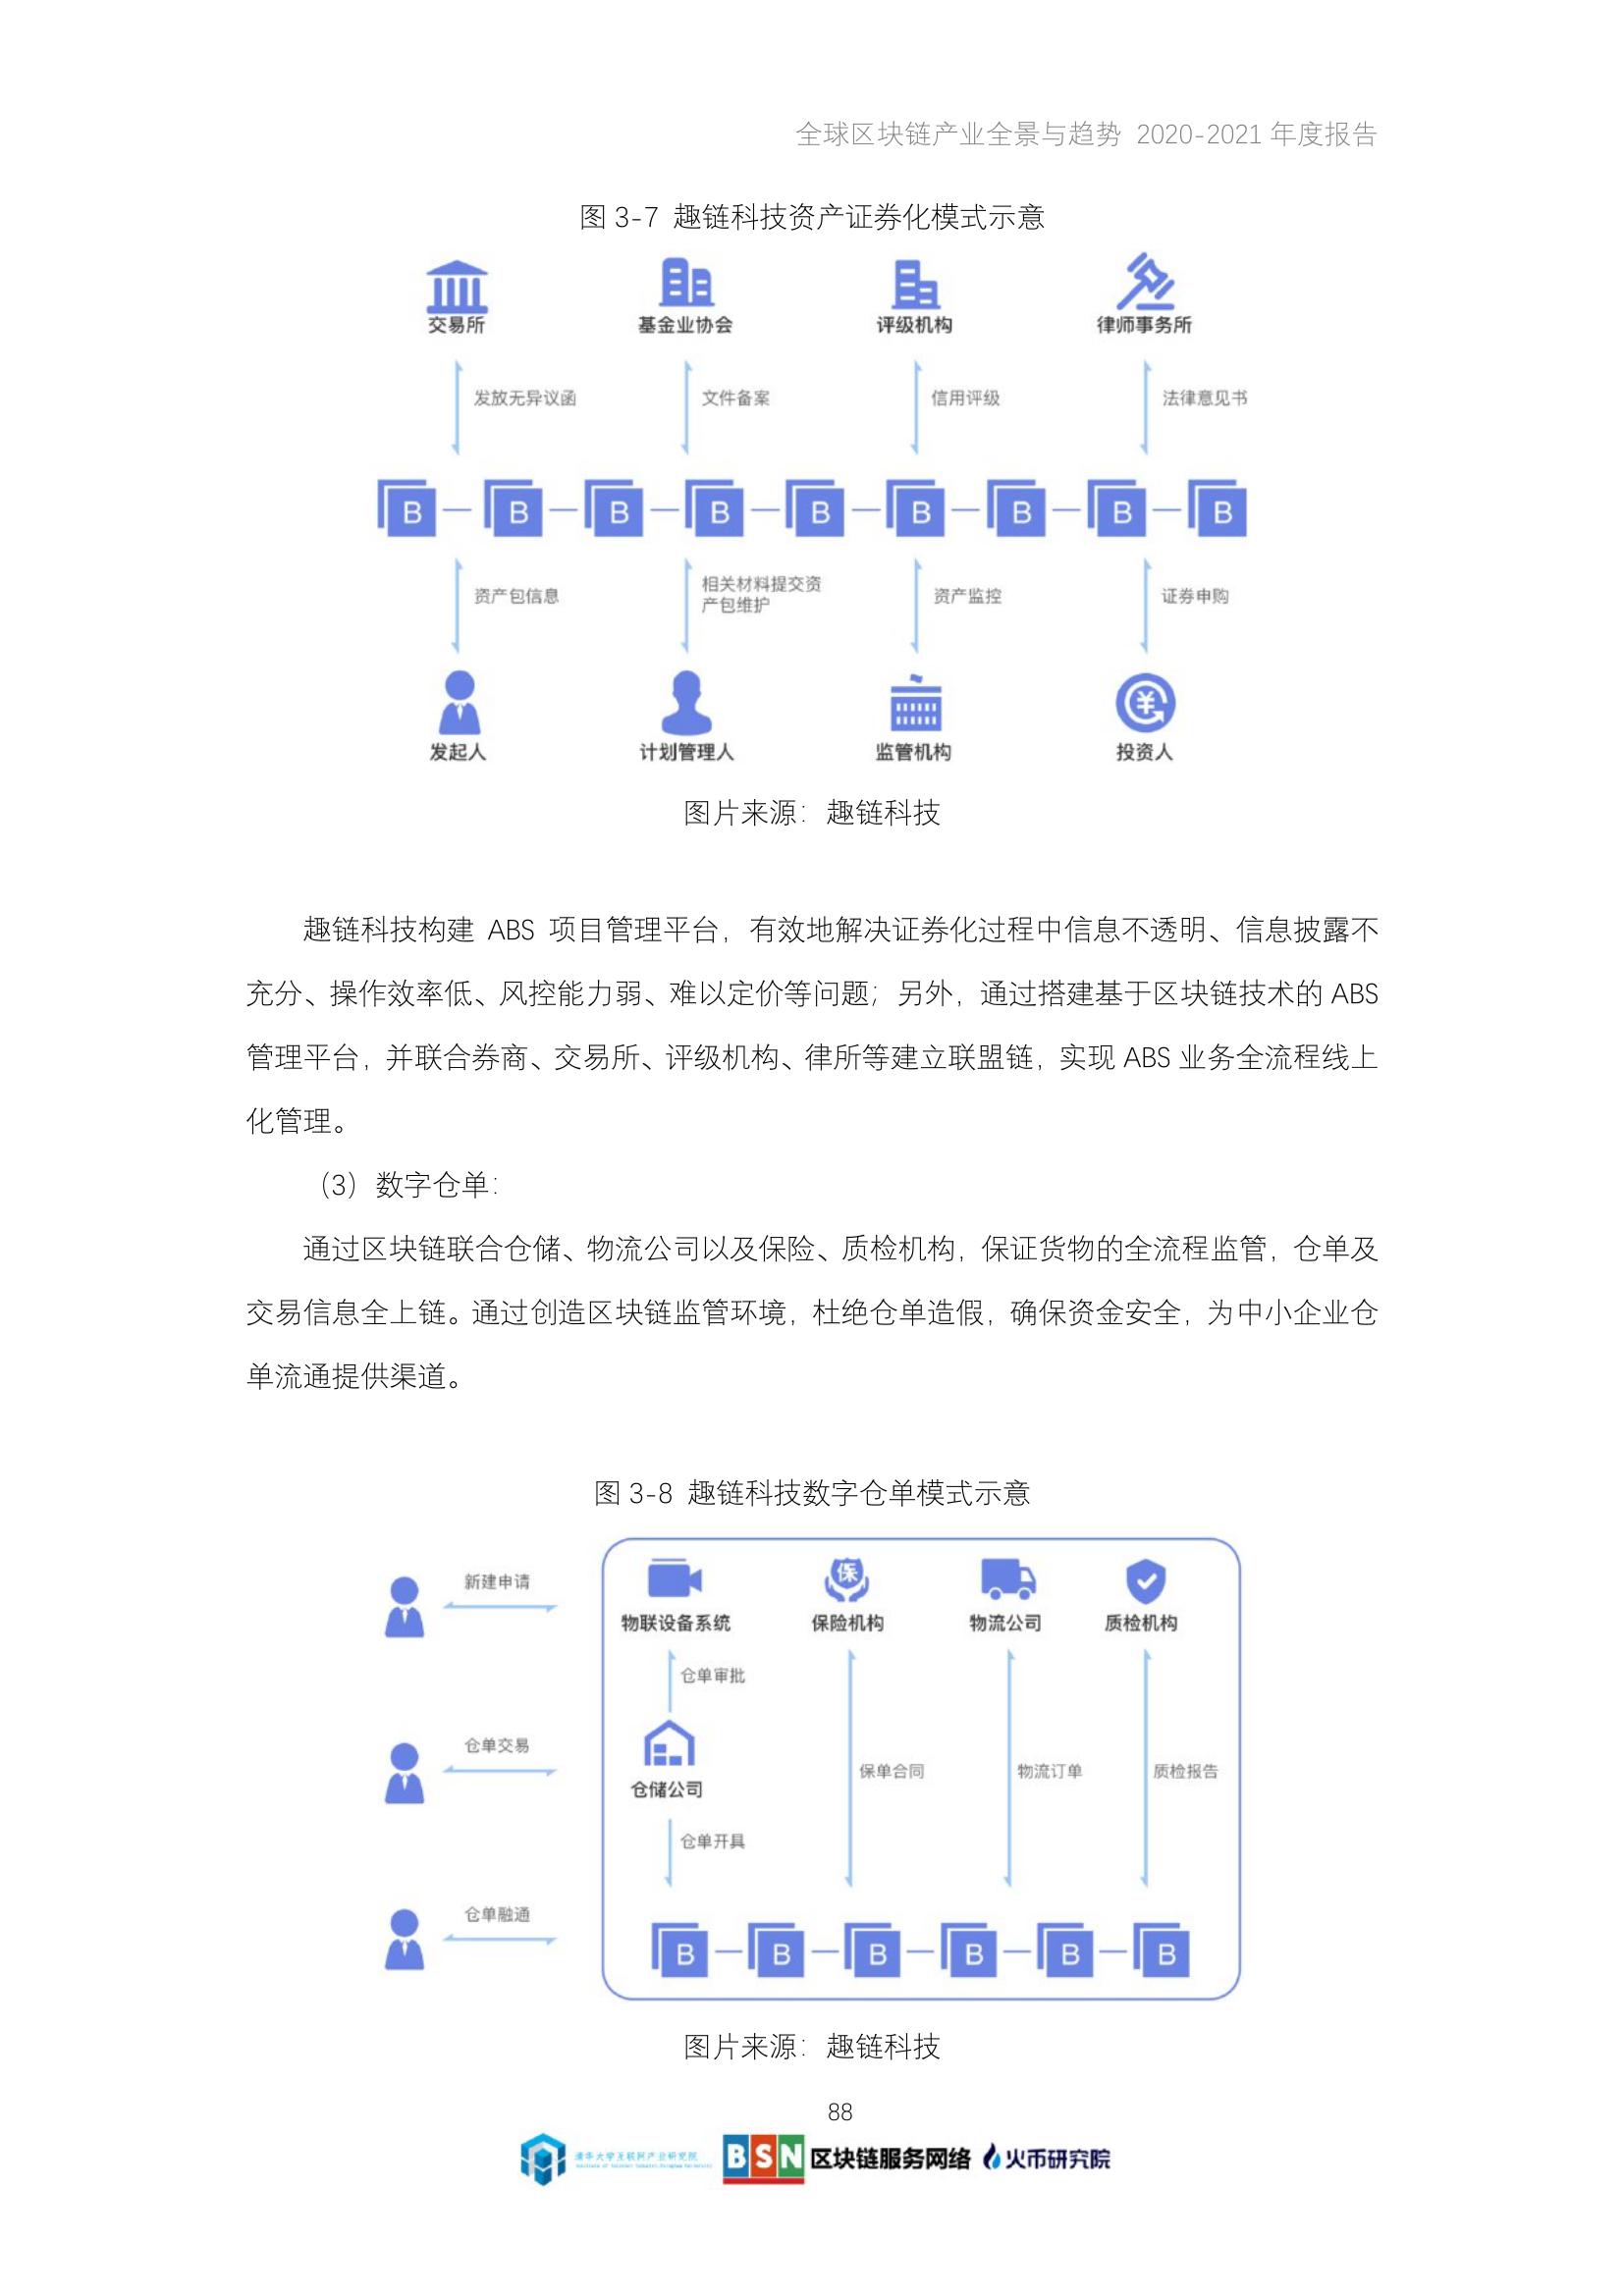 全球区块链产业全景与趋势 2020-2021 年度报告
图 3-7 趣链科技资产证券化模式示意
交易所
基金业协会
评级机构
律师事务所
发放无异议函
文件备案
信用评级
法律意见书
B B B B B B B B B
资产包信息
相关材料提交资
产包维护
资产监控
证券申购
发起人
计划管理人
监管机构
投资人
图片来源：趣链科技
趣链科技构建 ABS 项目管理平台，有效地解决证券化过程中信息不透明、信息披露不
充分、操作效率低、风控能力弱、难以定价等问题；另外，通过搭建基于区块链技术的 ABS
管理平台，并联合券商、交易所、评级机构、律所等建立联盟链，实现 ABS 业务全流程线上
化管理。
（3）数字仓单：
通过区块链联合仓储、物流公司以及保险、质检机构，保证货物的全流程监管，仓单及
交易信息全上链。通过创造区块链监管环境，杜绝仓单造假，确保资金安全，为中小企业仓
单流通提供渠道。
图 3-8 趣链科技数字仓单模式示意
新建申请
仓单交易
仓单融通
保
物联设备系统
保险机构
物流公司
质检机构
仓单审批
仓储公司
仓单开具
保单合同
物流订单
质检报告
B B B B B B
图片来源：趣链科技
88
清华大学互联网产业研究院
BSN 区块链服务网络
火币研究院